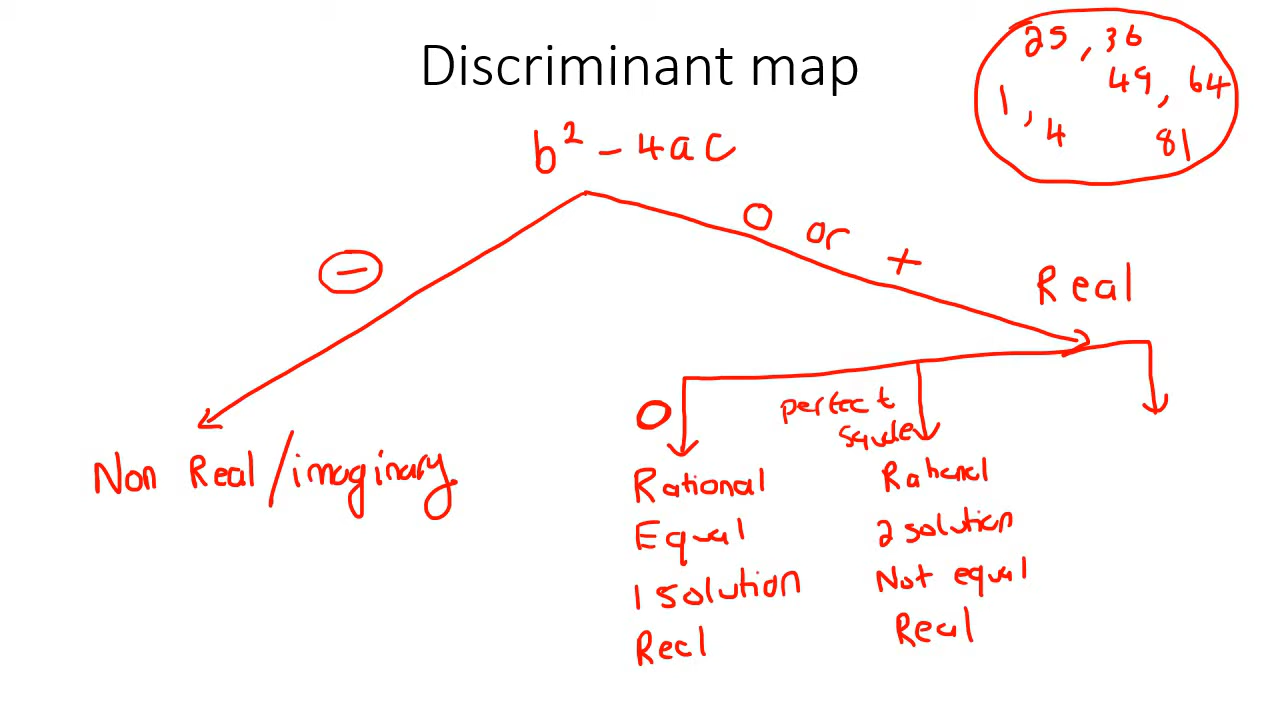 Discriminant map
25, 36
49, 64
1, 4
81
b² - 4ac
0 or +
-
Real
0
perfect
square
Non Real/imaginary
Rational
Equal
1 solution
Real
Rational
2 solution
Not equal
Real